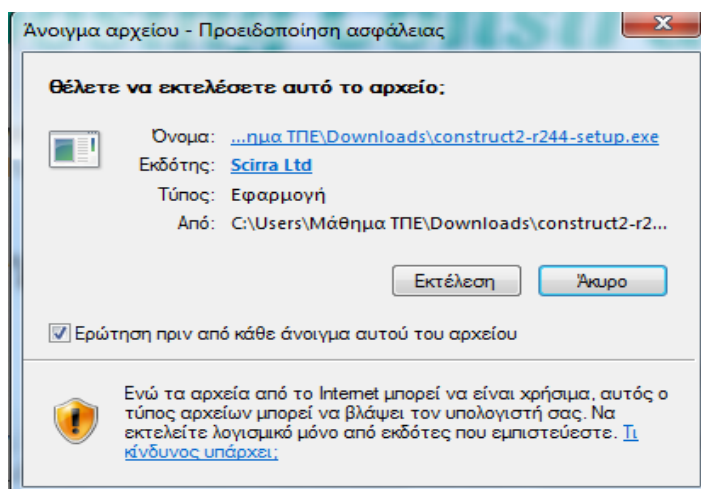 Άνοιγμα αρχείου - Προειδοποίηση ασφάλειας
Θέλετε να εκτελέσετε αυτό το αρχείο;
Όνομα: ...ημα ΤΠΕ\Downloads\construct2-r244-setup.exe
Εκδότης: Scirra Ltd
Τύπος: Εφαρμογή
Από: C:\Users\Μάθημα ΤΠΕ\Downloads\construct2-r2...
Εκτέλεση Άκυρο
Ερώτηση πριν από κάθε άνοιγμα αυτού του αρχείου
Ενώ τα αρχεία από το Internet μπορεί να είναι χρήσιμα, αυτός ο
τύπος αρχείων μπορεί να βλάψει τον υπολογιστή σας. Να
εκτελείτε λογισμικό μόνο από εκδότες που εμπιστεύεστε. Τι
κίνδυνος υπάρχει;